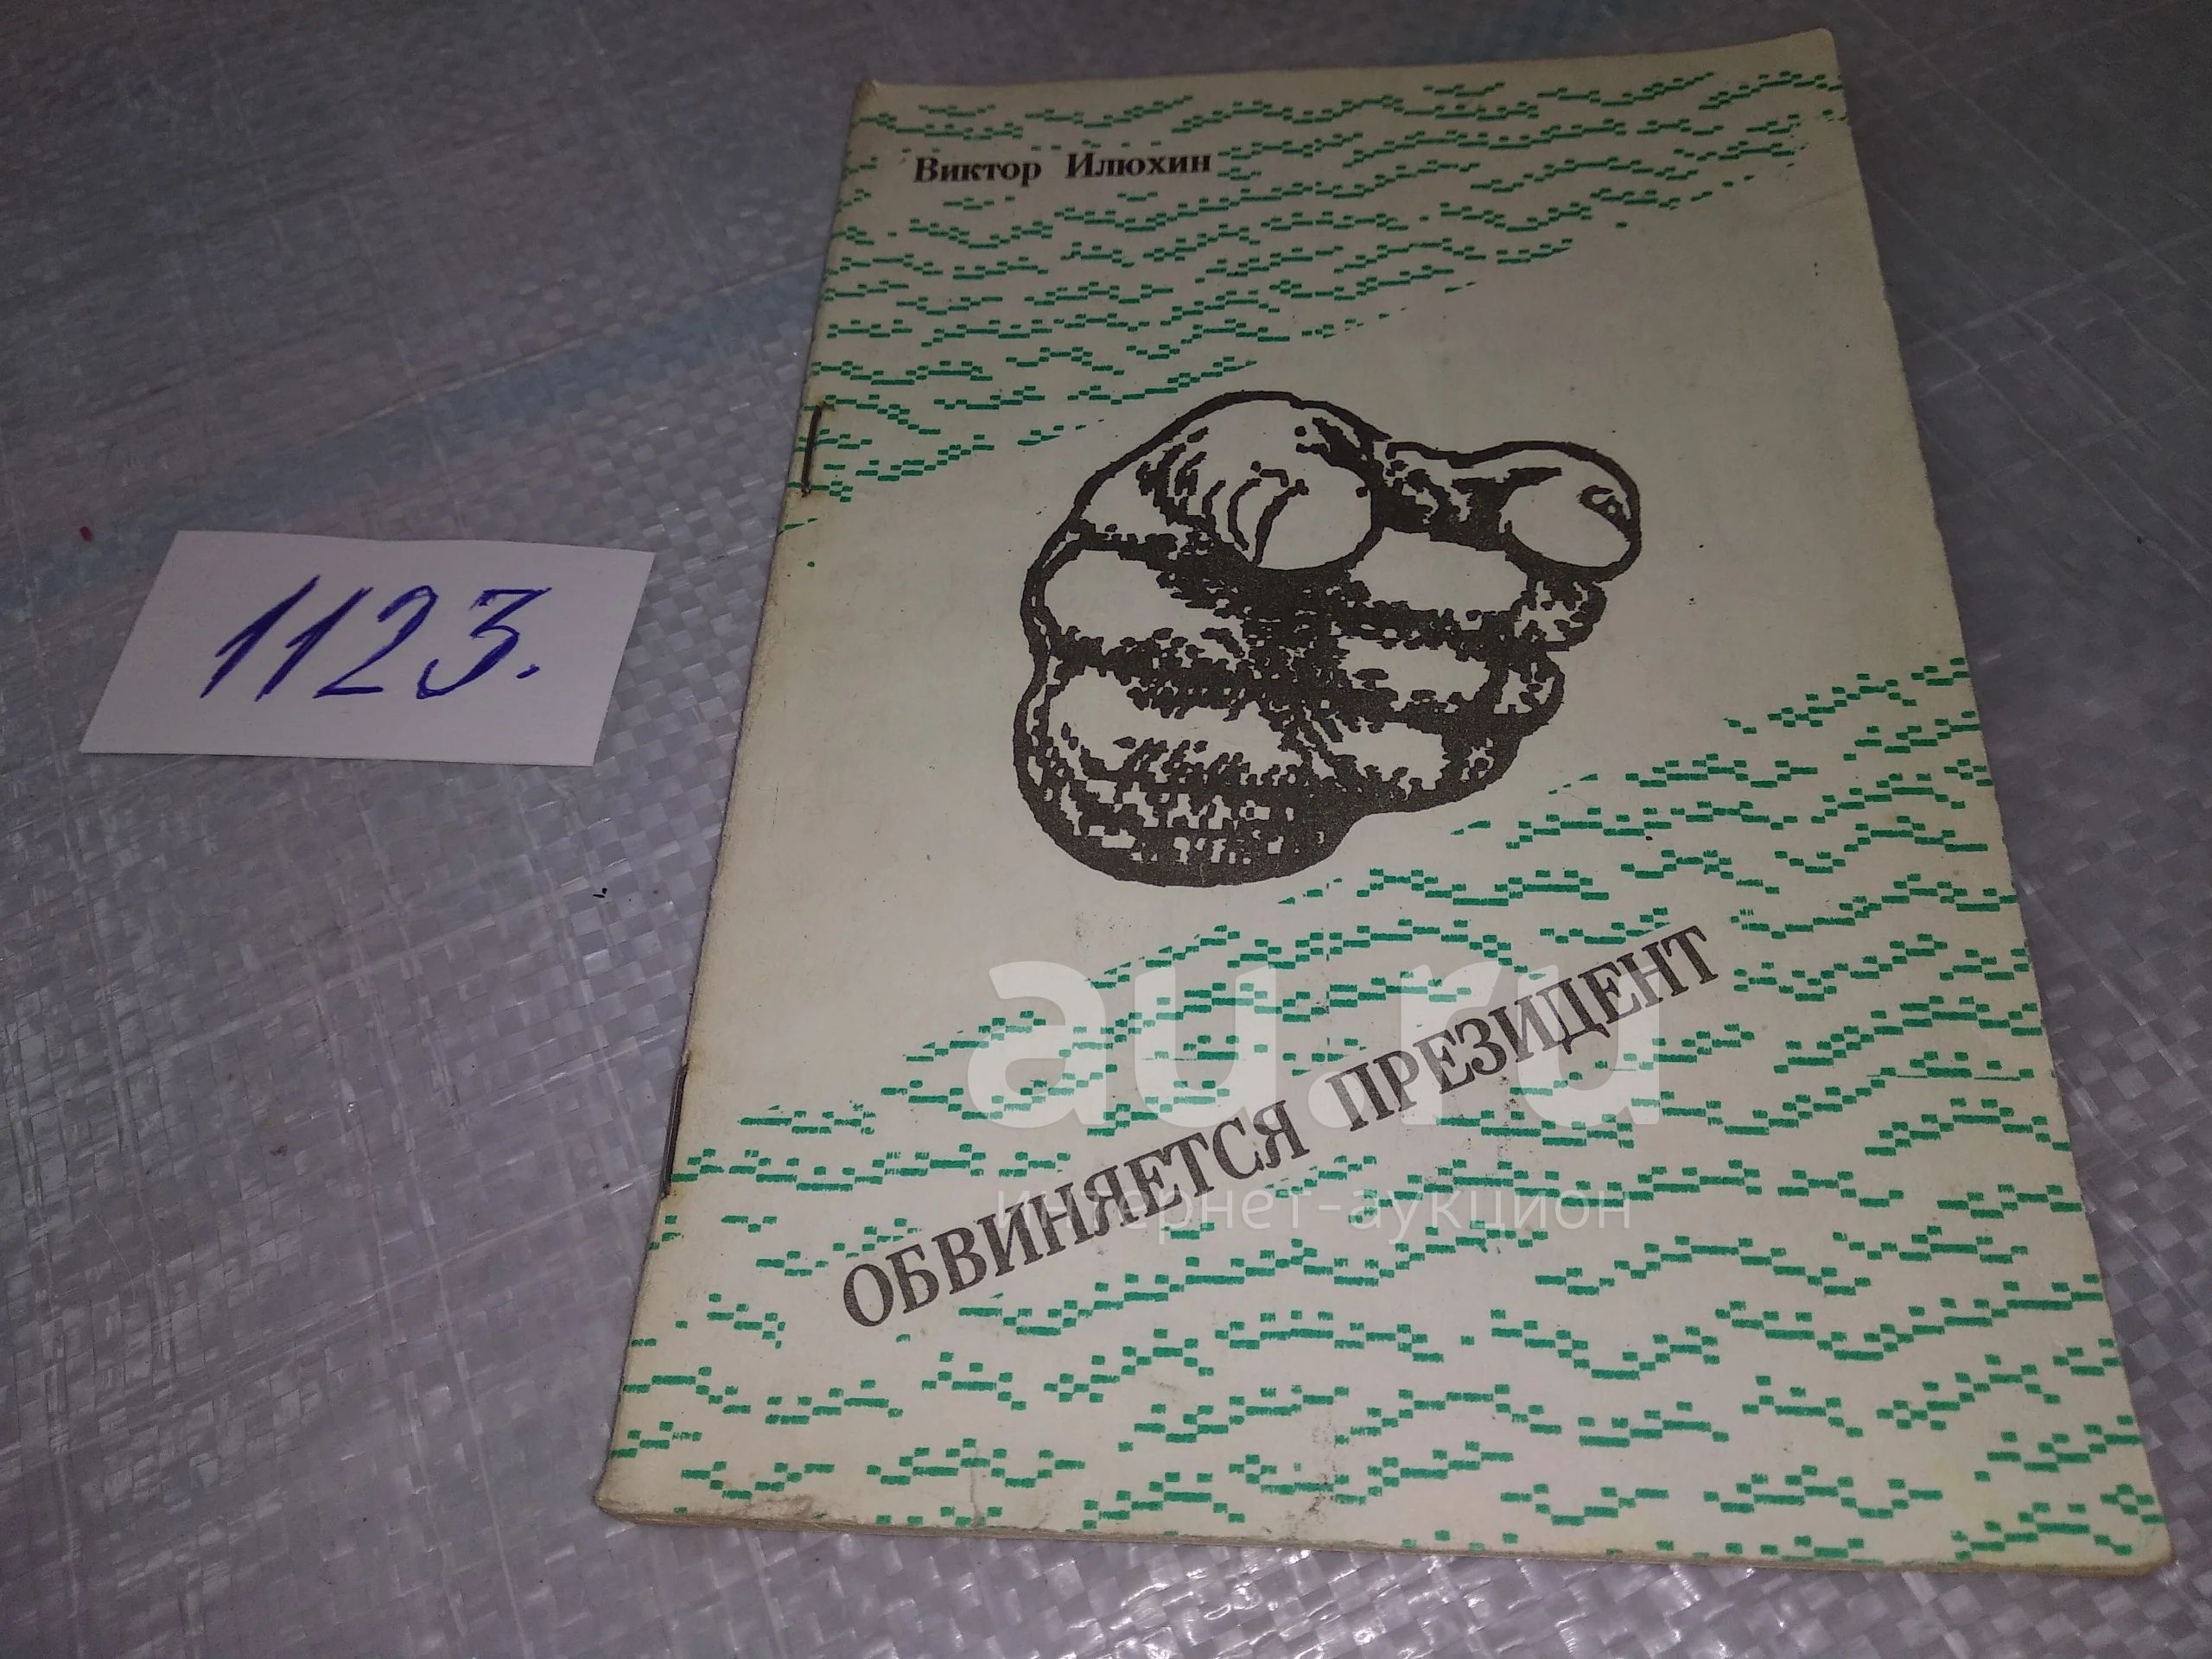 Виктор Илюхин
1123.
ОБВИНЯЕТСЯ ПРЕЗИДЕНТ
au.ru
интернет-аукцион